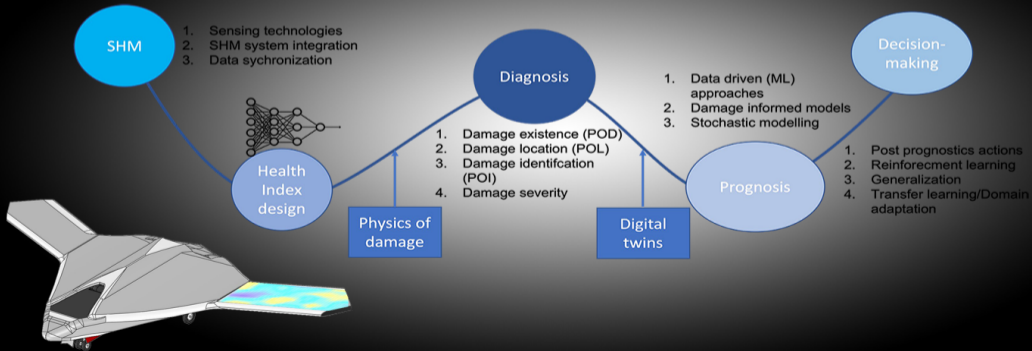 SHM
1. Sensing technologies
2. SHM system integration
3. Data sychronization
Health
Index
design
Physics of
damage
Diagnosis
1. Damage existence (POD)
2. Damage location (POL)
3. Damage identifcation
(POI)
4. Damage severity
Digital
twins
1. Data driven (ML)
approaches
2. Damage informed models
3. Stochastic modelling
Prognosis
Decision-
making
1. Post prognostics actions
2. Reinforecment learning
3. Generalization
4. Transfer learning/Domain
adaptation